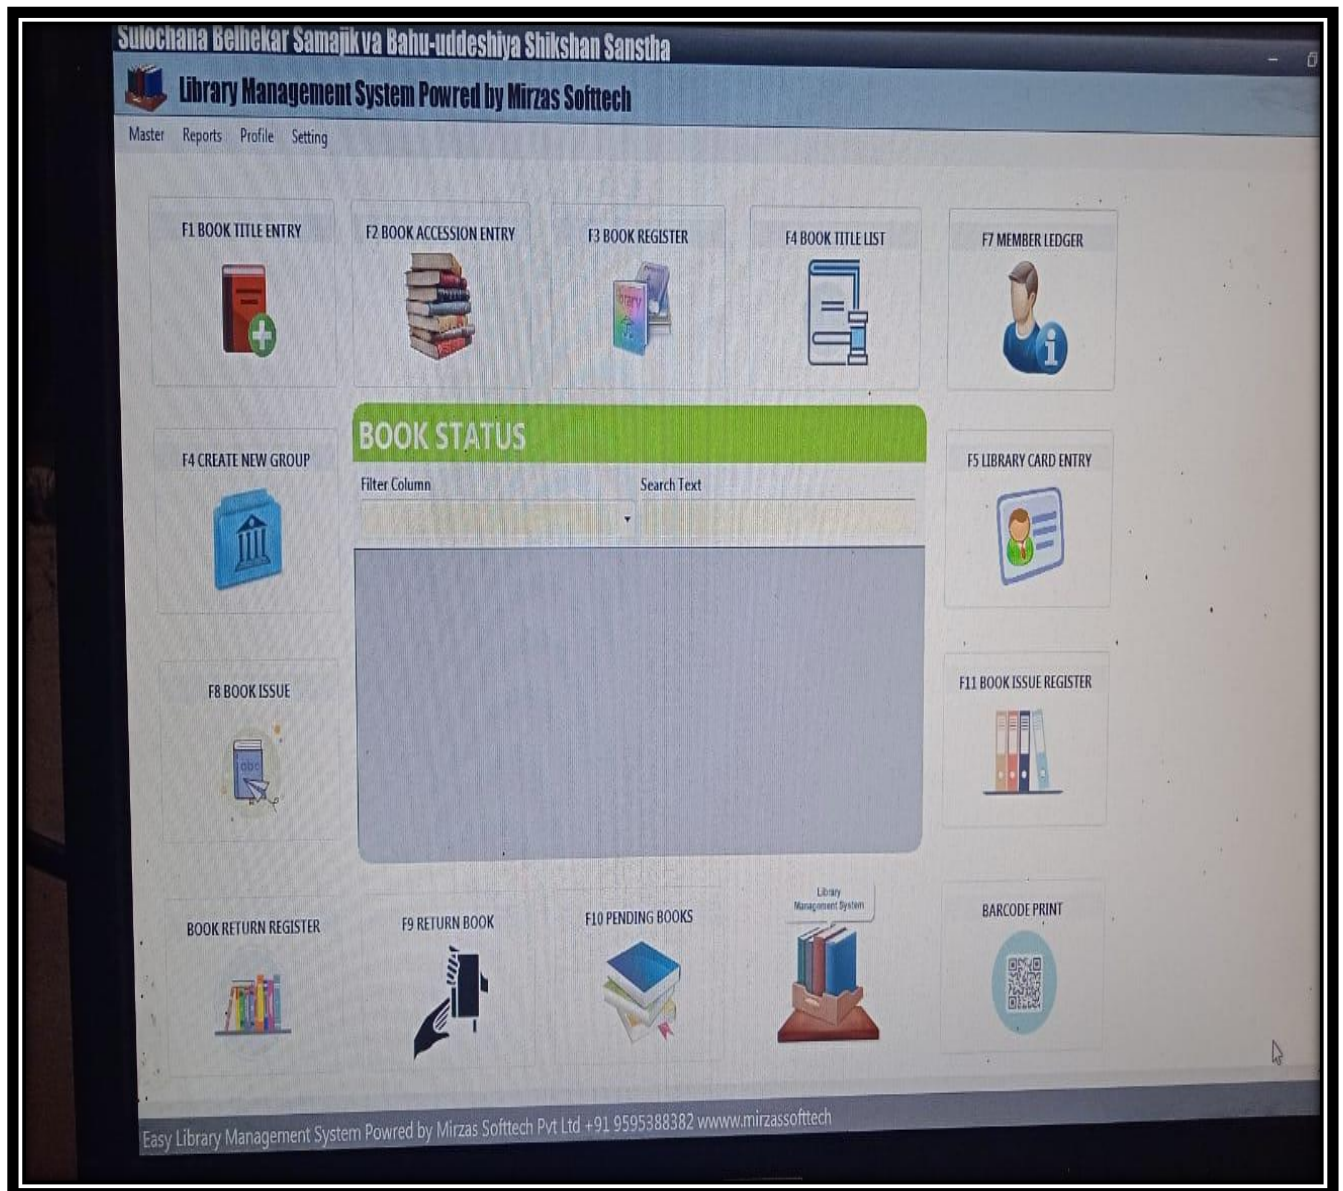 Sulochana Belhekar Samajik va Bahu-uddeshiya Shikshan Sanstha
Library Management System Powred by Mirzas Softtech
Master Reports Profile Setting
F1 BOOK TITLE ENTRY
F2 BOOK ACCESSION ENTRY
F3 BOOK REGISTER
F4 BOOK TITLE LIST
F7 MEMBER LEDGER
BOOK STATUS
F4 CREATE NEW GROUP
Filter Column
Search Text
F5 LIBRARY CARD ENTRY
F8 BOOK ISSUE
abc
F11 BOOK ISSUE REGISTER
BOOK RETURN REGISTER
F9 RETURN BOOK
F10 PENDING BOOKS
Library
Management System
BARCODE PRINT
Easy Library Management System Powred by Mirzas Softtech Pvt Ltd +91 9595388382 wwww.mirzassofttech